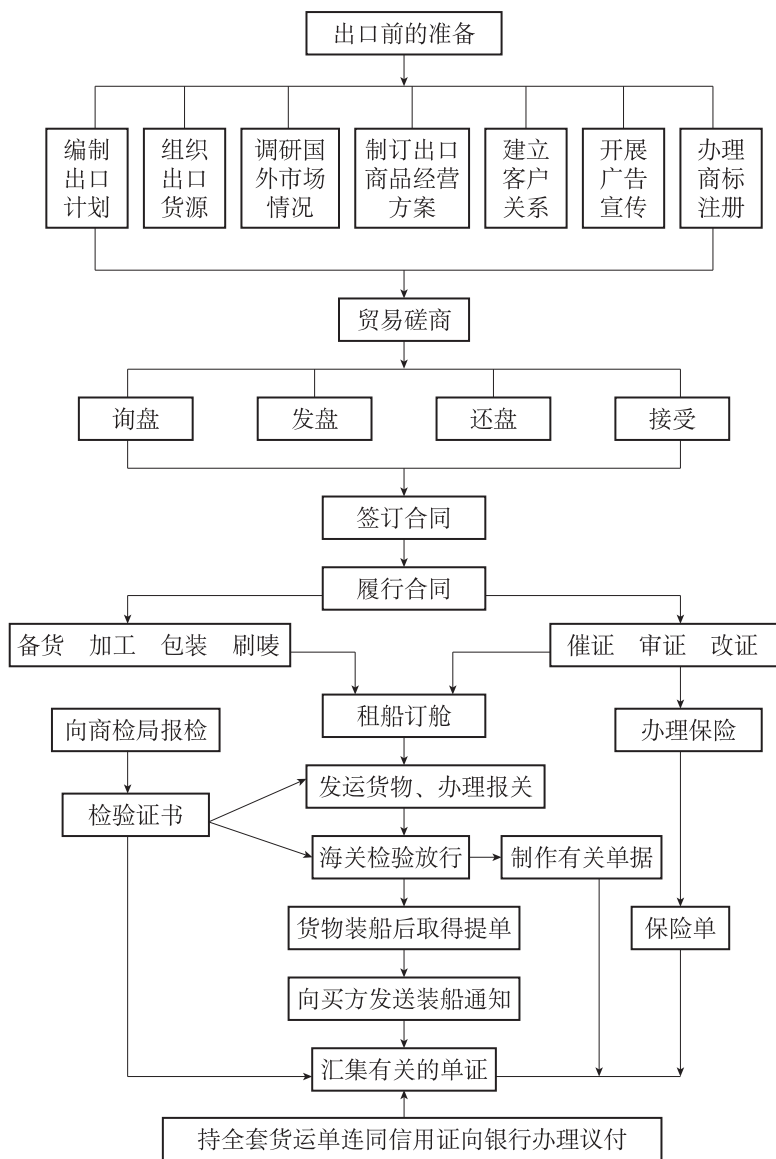 出口前的准备
编制
出口
计划
组织
出口
货源
调研国
外市场
情况
制订出口
商品经营
方案
建立
客户
关系
开展
广告
宣传
办理
商标
注册
贸易磋商
询盘
发盘
还盘
接受
签订合同
履行合同
备货 加工 包装 刷唛
催证 审证 改证
租船订舱
向商检局报检
办理保险
发运货物、办理报关
检验证书
海关检验放行
制作有关单据
货物装船后取得提单
保险单
向买方发送装船通知
汇集有关的单证
持全套货运单连同信用证向银行办理议付